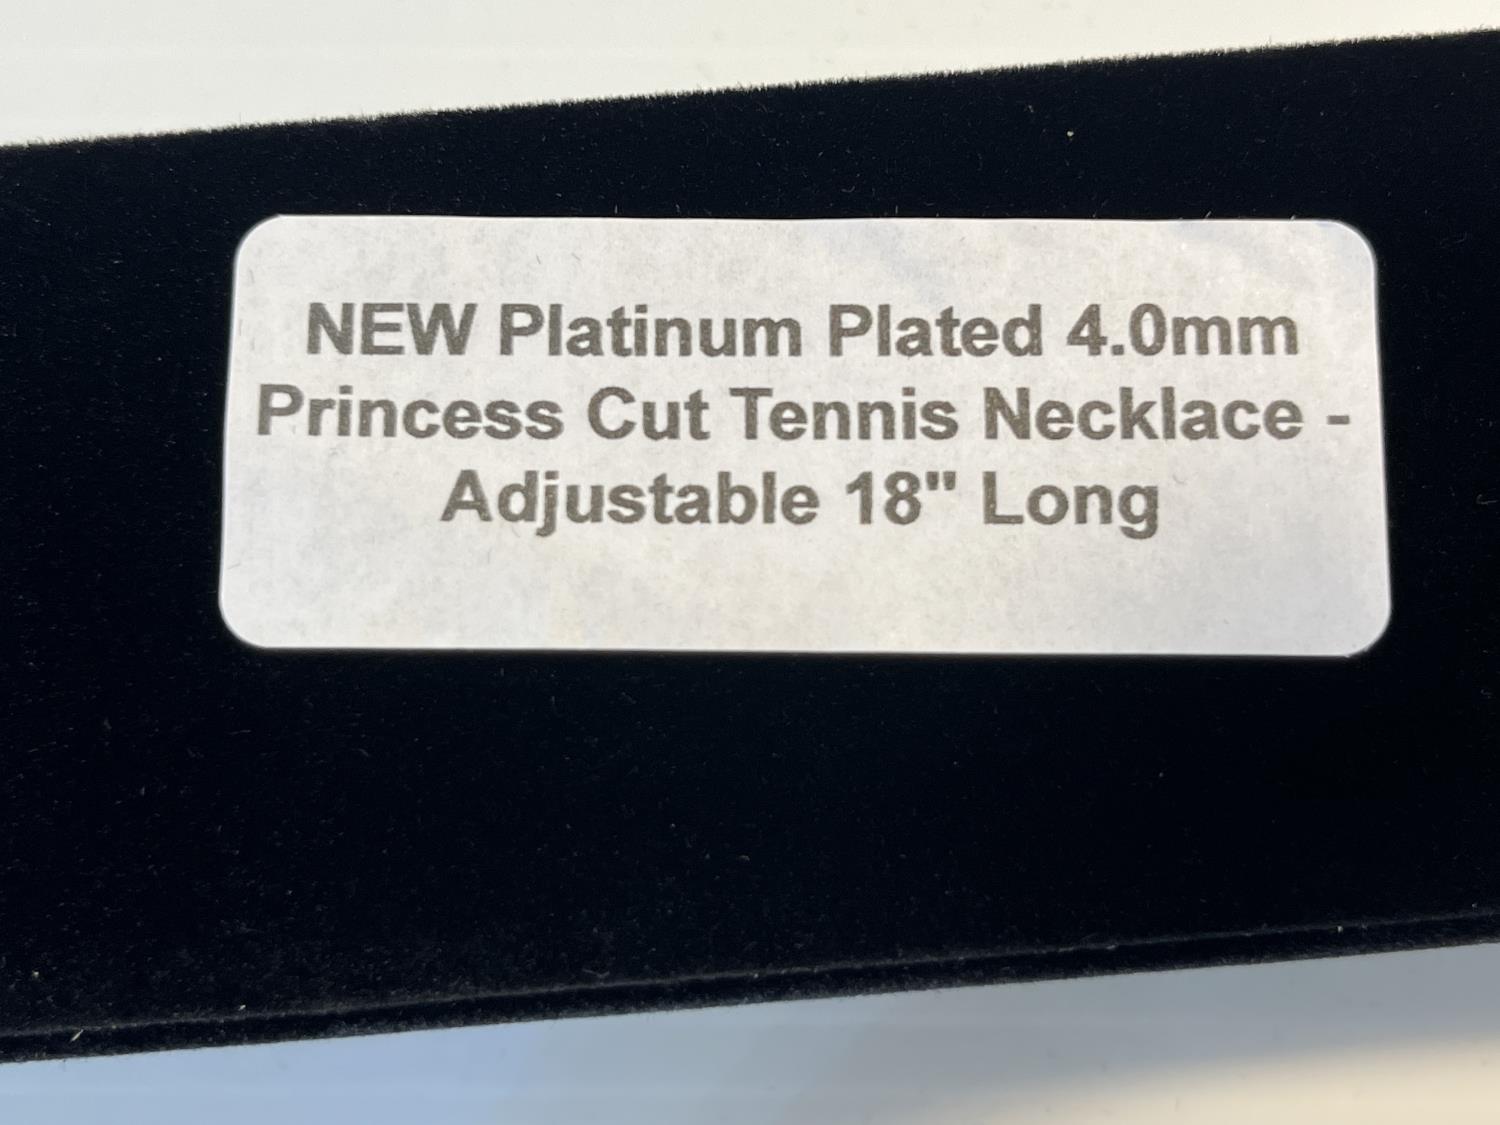 NEW Platinum Plated 4.0mm
Princess Cut Tennis Necklace -
Adjustable 18" Long